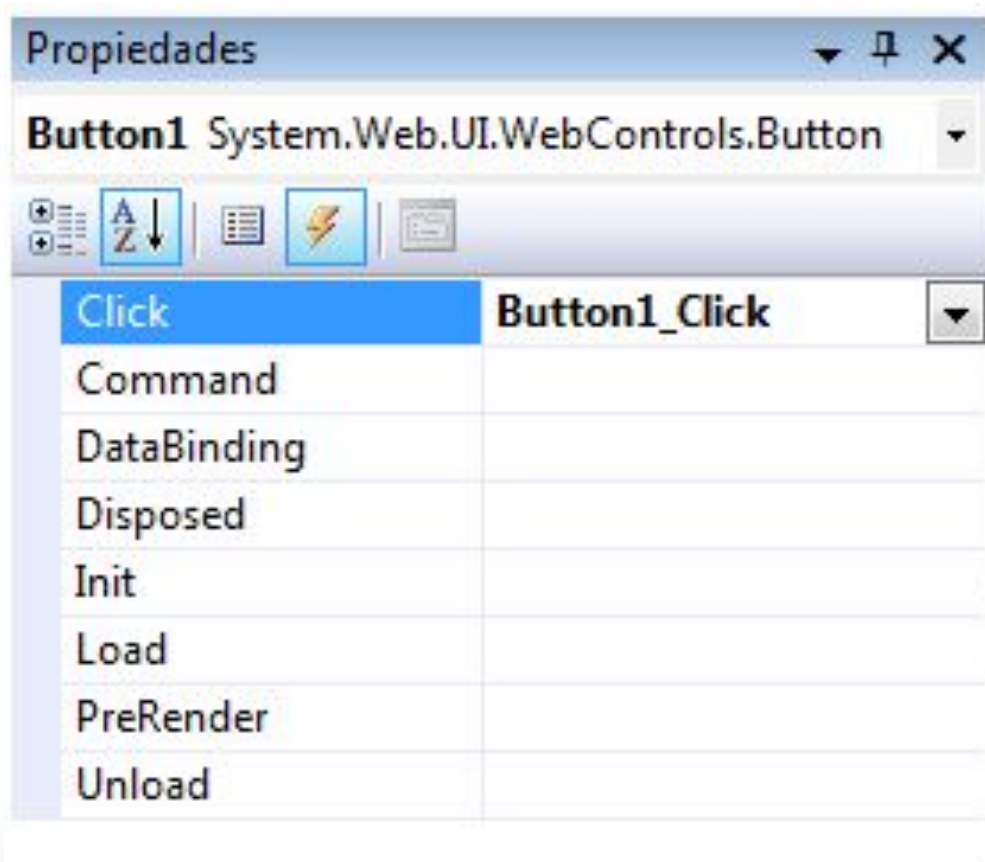 Propiedades
Button1 System.Web.UI.WebControls.Button
A
Z
Click Button1_Click
Command
DataBinding
Disposed
Init
Load
PreRender
Unload